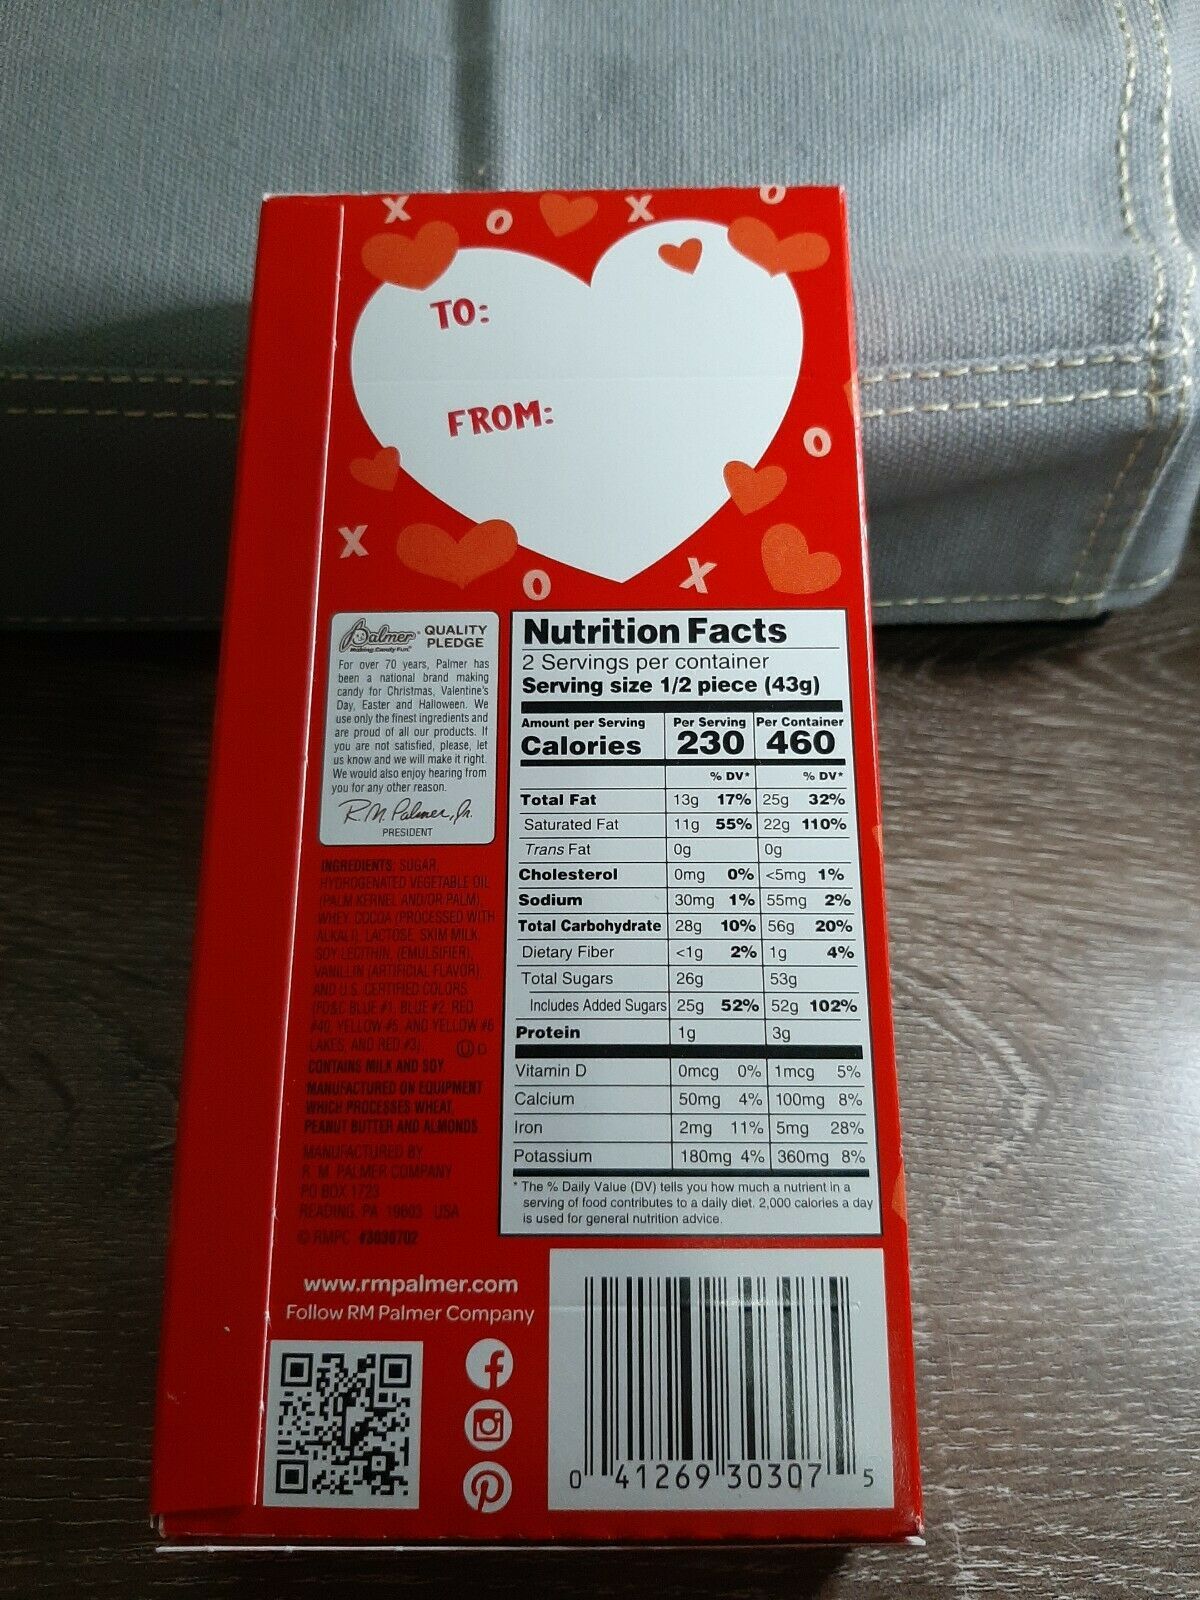 X O X O
TO:
FROM:
O
X
O X
Palmer®
Making Candy Fun®
QUALITY
PLEDGE
For over 70 years, Palmer has
been a national brand making
candy for Christmas, Valentine's
Day, Easter and Halloween. We
use only the finest ingredients and
are proud of all our products. If
you are not satisfied, please, let
us know and we will make it right.
We would also enjoy hearing from
you for any other reason.
R.M. Palmer, Jr.
PRESIDENT
INGREDIENTS: SUGAR,
HYDROGENATED VEGETABLE OIL
(PALM KERNEL AND/OR PALM),
WHEY, COCOA (PROCESSED WITH
ALKALI), LACTOSE, SKIM MILK,
SOY LECITHIN, (EMULSIFIER),
VANILLIN (ARTIFICIAL FLAVOR),
AND U.S. CERTIFIED COLORS
(FD&C BLUE #1, BLUE #2, RED
#40, YELLOW #5, AND YELLOW #6
LAKES, AND RED #3).
U D
CONTAINS MILK AND SOY.
MANUFACTURED ON EQUIPMENT
WHICH PROCESSES WHEAT,
PEANUT BUTTER AND ALMONDS.
MANUFACTURED BY
R. M. PALMER COMPANY
PO BOX 1723
READING, PA 19603 USA
© RMPC #3030702
Nutrition Facts
2 Servings per container
Serving size 1/2 piece (43g)
Amount per Serving Per Serving Per Container
Calories 230 460
% DV* % DV*
Total Fat 13g 17% 25g 32%
Saturated Fat 11g 55% 22g 110%
Trans Fat 0g 0g
Cholesterol 0mg 0% <5mg 1%
Sodium 30mg 1% 55mg 2%
Total Carbohydrate 28g 10% 56g 20%
Dietary Fiber <1g 2% 1g 4%
Total Sugars 26g 53g
Includes Added Sugars 25g 52% 52g 102%
Protein 1g 3g
Vitamin D 0mcg 0% 1mcg 5%
Calcium 50mg 4% 100mg 8%
Iron 2mg 11% 5mg 28%
Potassium 180mg 4% 360mg 8%
* The % Daily Value (DV) tells you how much a nutrient in a
serving of food contributes to a daily diet. 2,000 calories a day
is used for general nutrition advice.
www.rmpalmer.com
Follow RM Palmer Company
0 41269 30307 5